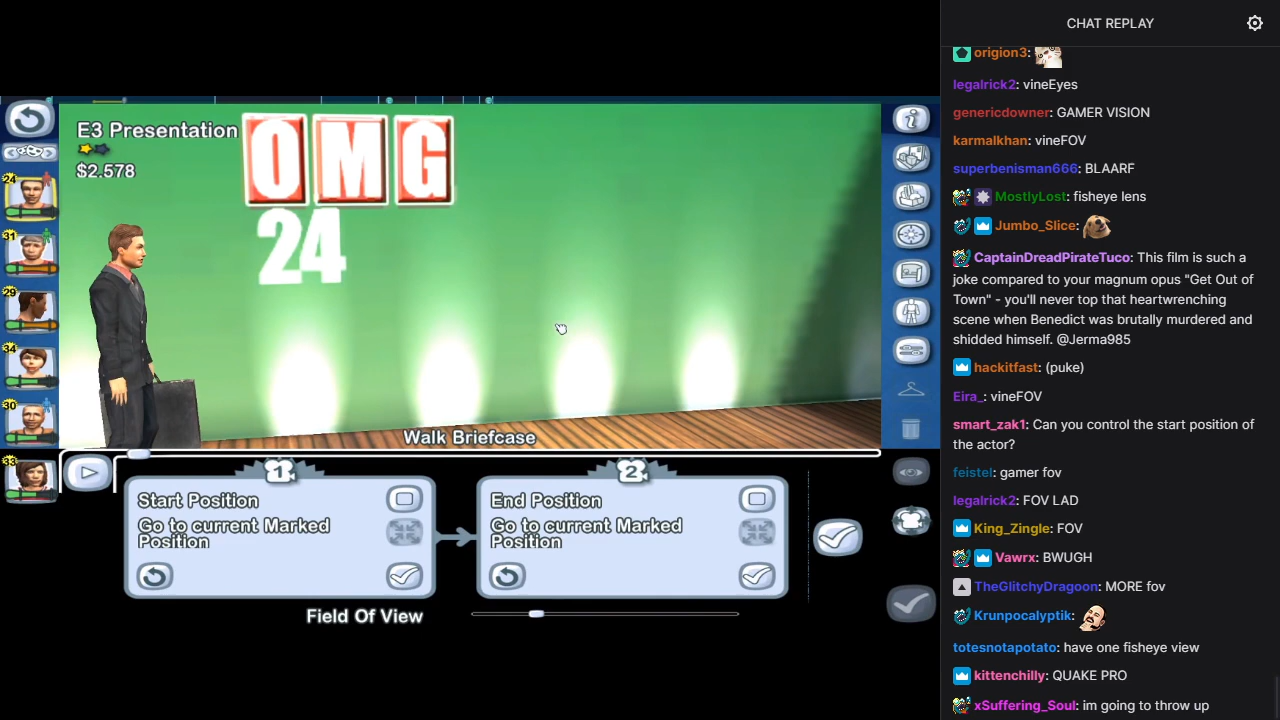 CHAT REPLAY
origion3:
legalrick2: vineEyes
genericdowner: GAMER VISION
karmalkhan: vineFOV
superbenisman666: BLAARF
MostlyLost: fisheye lens
Jumbo_Slice:
CaptainDreadPirateTuco: This film is such a
joke compared to your magnum opus "Get Out of
Town" - you'll never top that heartwrenching
scene when Benedict was brutally murdered and
shidded himself. @Jerma985
hackitfast: (puke)
Eira_: vineFOV
smart_zak1: Can you control the start position of
the actor?
feistel: gamer fov
legalrick2: FOV LAD
King_Zingle: FOV
Vawrx: BWUGH
TheGlitchyDragoon: MORE fov
Krunpocalyptik:
totesnotapotato: have one fisheye view
kittenchilly: QUAKE PRO
xSuffering_Soul: im going to throw up
E3 Presentation
$2.578
OMG
24
24
31
29
34
30
33
Walk Briefcase
1
Start Position
Go to current Marked
Position
2
End Position
Go to current Marked
Position
Field Of View